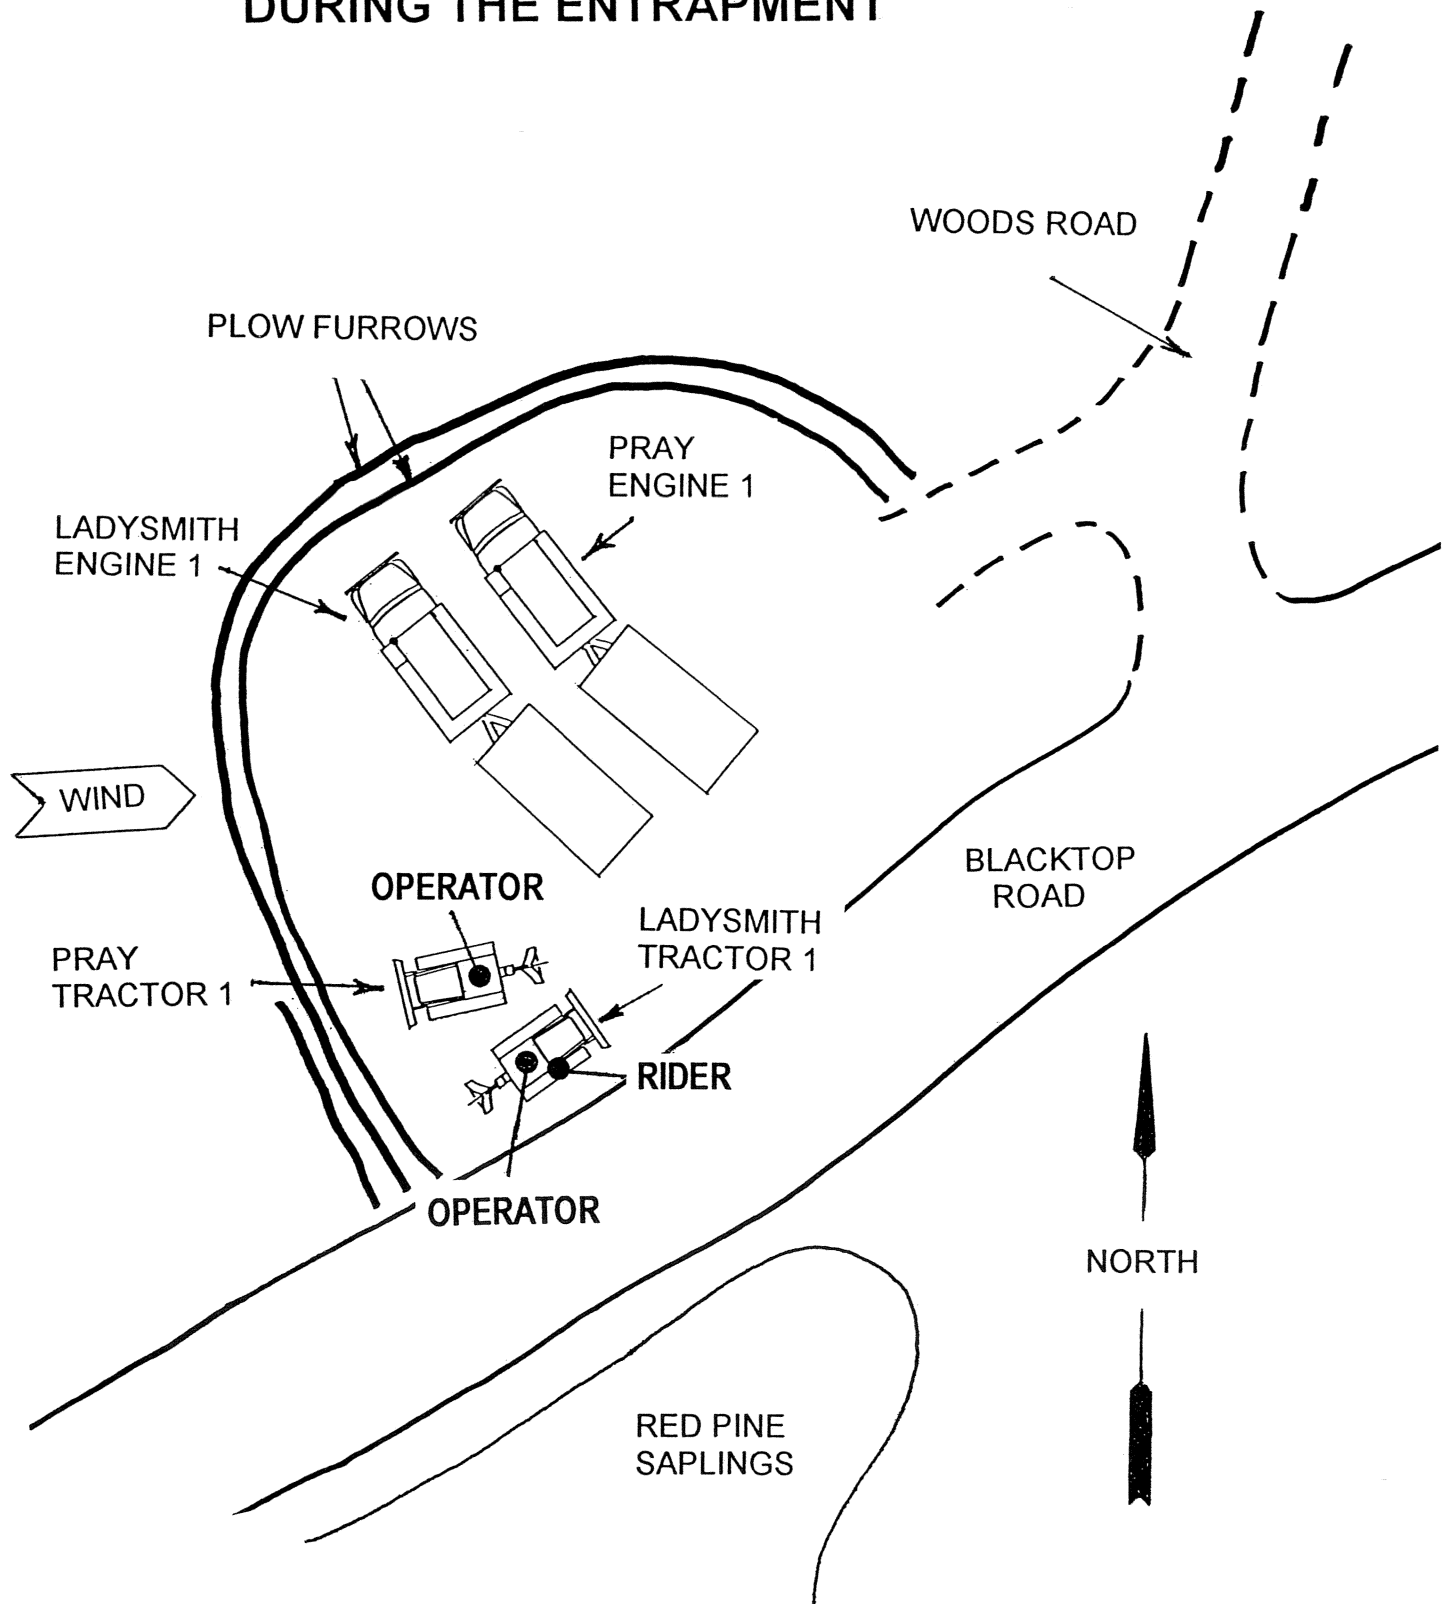 DURING THE ENTRAPMENT
WOODS ROAD
PLOW FURROWS
PRAY
ENGINE 1
LADYSMITH
ENGINE 1
WIND
BLACKTOP
ROAD
OPERATOR
LADYSMITH
TRACTOR 1
PRAY
TRACTOR 1
RIDER
OPERATOR
NORTH
RED PINE
SAPLINGS